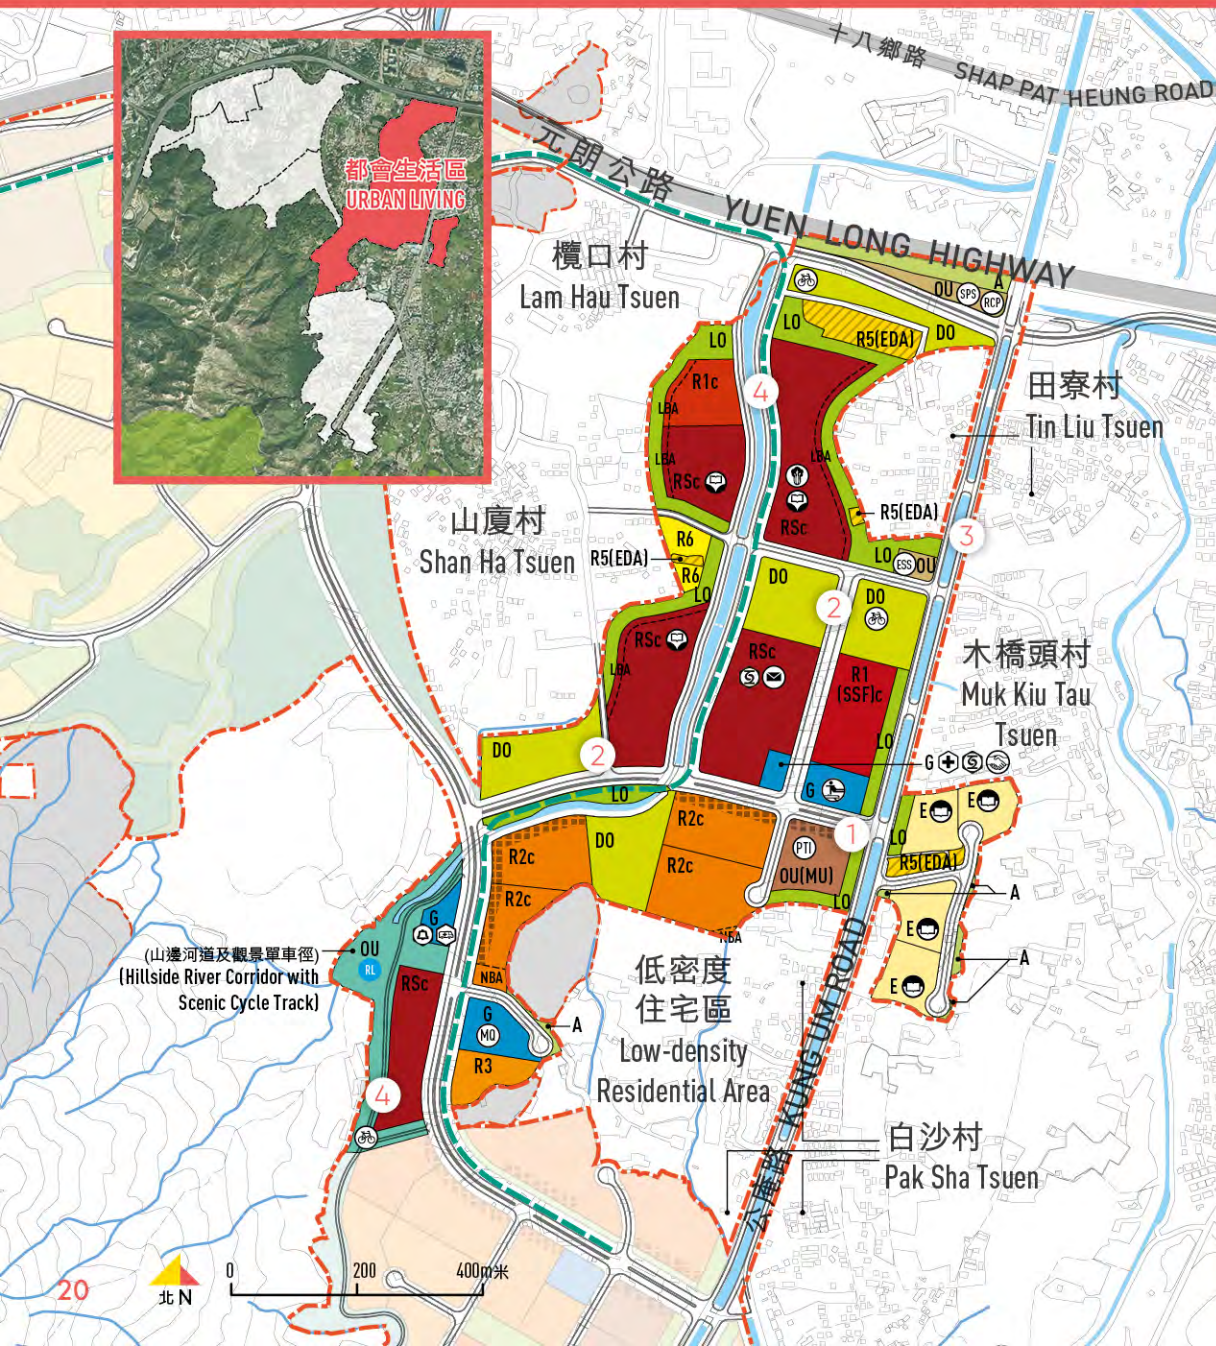 十八鄉路 SHAP PAT HEUNG ROAD
元朗公路 YUEN LONG HIGHWAY
都會生活區
URBAN LIVING
欖口村
Lam Hau Tsuen
A
OU SPS RCP
LO
R5(EDA)
DO
LO
R1c
4
LBA
田寮村
Tin Liu Tsuen
LBA
LBA
RSc
RSc
R5(EDA)
3
山廈村
Shan Ha Tsuen
R6
R5(EDA)
R6
LO
LO
ESS OU
DO
2
DO
RSc
LBA
RSc
R1
(SSF)c
木橋頭村
Muk Kiu Tau
Tsuen
LO
DO
2
G
G
LO
R2c
E
E
DO
1
LO
PTI
OU(MU)
R5(EDA)
R2c
R2c
R2c
LO
A
G
NBA
E
A
OU
RL
(山邊河道及觀景單車徑)
(Hillside River Corridor with
Scenic Cycle Track)
RSc
NBA
E
G
MQ
A
R3
低密度
住宅區
Low-density
Residential Area
4
公庵路 KUNG UM ROAD
白沙村
Pak Sha Tsuen
20
北 N
0 200 400m米